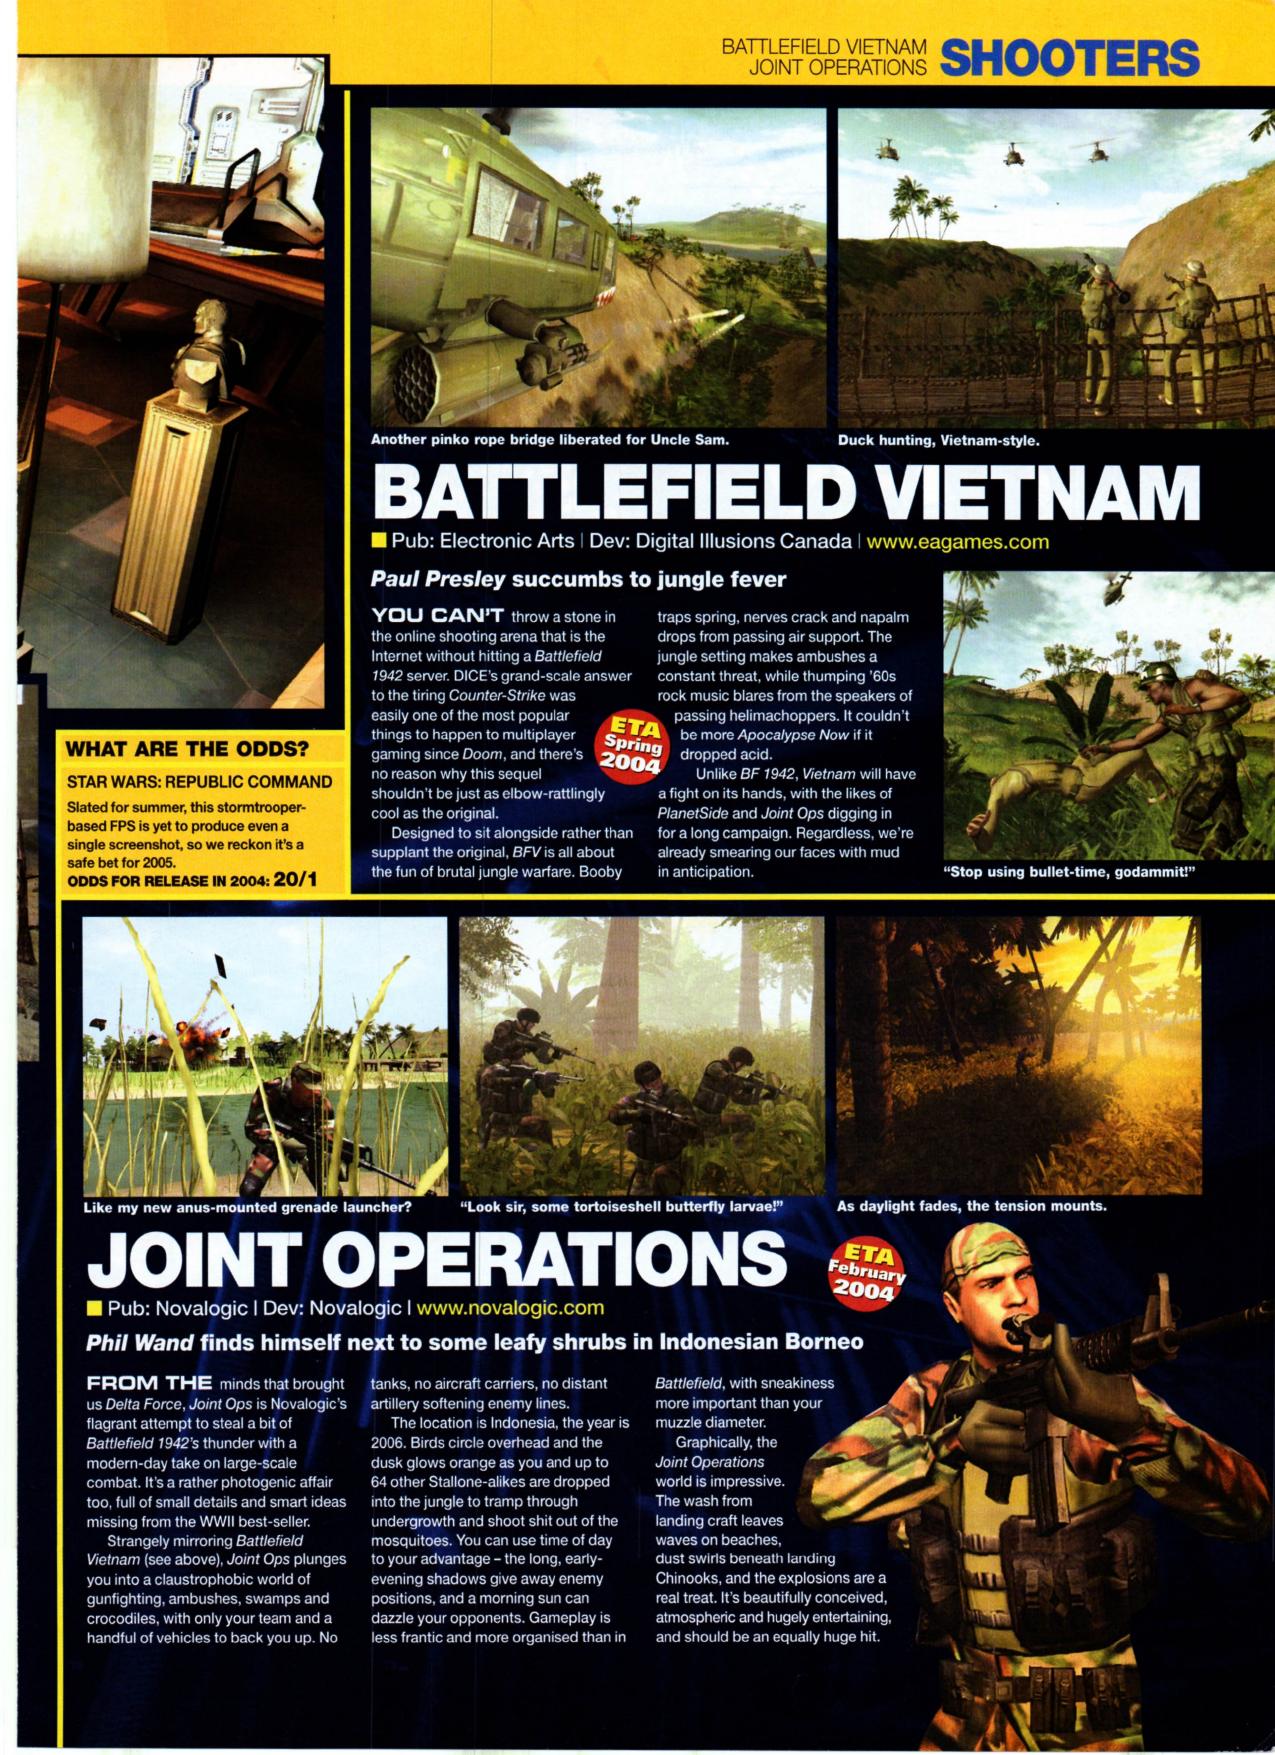 BATTLEFIELD VIETNAM
JOINT OPERATIONS
SHOOTERS
Another pinko rope bridge liberated for Uncle Sam.
Duck hunting, Vietnam-style.
BATTLEFIELD VIETNAM
Pub: Electronic Arts | Dev: Digital Illusions Canada | www.eagames.com
Paul Presley succumbs to jungle fever
YOU CAN'T throw a stone in
the online shooting arena that is the
Internet without hitting a Battlefield
1942 server. DICE's grand-scale answer
to the tiring Counter-Strike was
easily one of the most popular
things to happen to multiplayer
gaming since Doom, and there's
no reason why this sequel
shouldn't be just as elbow-rattlingly
cool as the original.
Designed to sit alongside rather than
supplant the original, BFV is all about
the fun of brutal jungle warfare. Booby
traps spring, nerves crack and napalm
drops from passing air support. The
jungle setting makes ambushes a
constant threat, while thumping '60s
rock music blares from the speakers of
passing helimachoppers. It couldn't
be more Apocalypse Now if it
dropped acid.
Unlike BF 1942, Vietnam will have
a fight on its hands, with the likes of
PlanetSide and Joint Ops digging in
for a long campaign. Regardless, we're
already smearing our faces with mud
in anticipation.
ETA
Spring
2004
"Stop using bullet-time, godammit!"
WHAT ARE THE ODDS?
STAR WARS: REPUBLIC COMMAND
Slated for summer, this stormtrooper-
based FPS is yet to produce even a
single screenshot, so we reckon it's a
safe bet for 2005.
ODDS FOR RELEASE IN 2004: 20/1
Like my new anus-mounted grenade launcher?
"Look sir, some tortoiseshell butterfly larvae!"
As daylight fades, the tension mounts.
JOINT OPERATIONS
ETA
February
2004
Pub: Novalogic | Dev: Novalogic | www.novalogic.com
Phil Wand finds himself next to some leafy shrubs in Indonesian Borneo
FROM THE minds that brought
us Delta Force, Joint Ops is Novalogic's
flagrant attempt to steal a bit of
Battlefield 1942's thunder with a
modern-day take on large-scale
combat. It's a rather photogenic affair
too, full of small details and smart ideas
missing from the WWII best-seller.
Strangely mirroring Battlefield
Vietnam (see above), Joint Ops plunges
you into a claustrophobic world of
gunfighting, ambushes, swamps and
crocodiles, with only your team and a
handful of vehicles to back you up. No
tanks, no aircraft carriers, no distant
artillery softening enemy lines.
The location is Indonesia, the year is
2006. Birds circle overhead and the
dusk glows orange as you and up to
64 other Stallone-alikes are dropped
into the jungle to tramp through
undergrowth and shoot shit out of the
mosquitoes. You can use time of day
to your advantage – the long, early-
evening shadows give away enemy
positions, and a morning sun can
dazzle your opponents. Gameplay is
less frantic and more organised than in
Battlefield, with sneakiness
more important than your
muzzle diameter.
Graphically, the
Joint Operations
world is impressive.
The wash from
landing craft leaves
waves on beaches,
dust swirls beneath landing
Chinooks, and the explosions are a
real treat. It's beautifully conceived,
atmospheric and hugely entertaining,
and should be an equally huge hit.